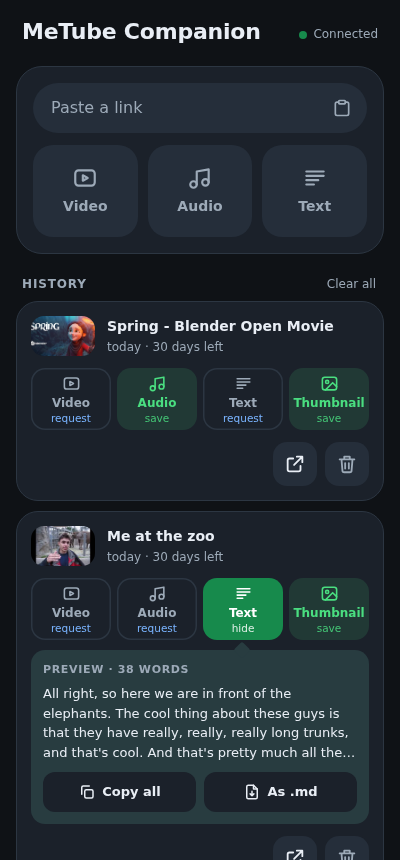 MeTube Companion
Connected
Paste a link
Video
Audio
Text
HISTORY
Clear all
SPRING
Spring - Blender Open Movie
today · 30 days left
Video
request
Audio
save
Text
request
Thumbnail
save
Me at the zoo
today · 30 days left
Video
request
Audio
request
Text
hide
Thumbnail
save
PREVIEW · 38 WORDS
All right, so here we are in front of the
elephants. The cool thing about these guys is
that they have really, really, really long trunks,
and that's cool. And that's pretty much all the…
Copy all
As .md